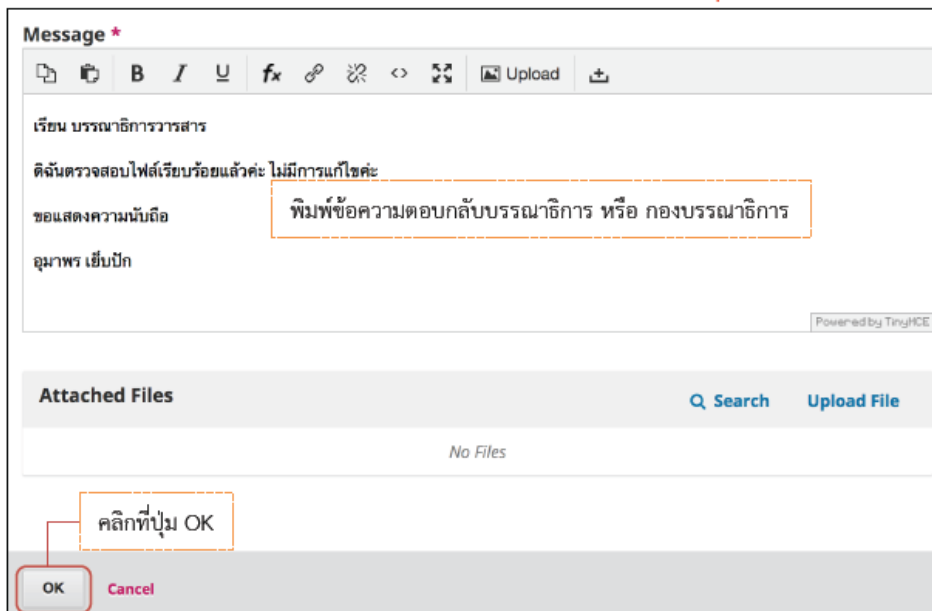 Message *
B I U fx <> Upload
เรียน บรรณาธิการวารสาร
ดิฉันตรวจสอบไฟล์เรียบร้อยแล้วค่ะ ไม่มีการแก้ไขค่ะ
พิมพ์ข้อความตอบกลับบรรณาธิการ หรือ กองบรรณาธิการ
ขอแสดงความนับถือ
อุมาพร เย็บปัก
Powered by TinyMCE
Attached Files
Search Upload File
No Files
คลิกที่ปุ่ม OK
OK Cancel